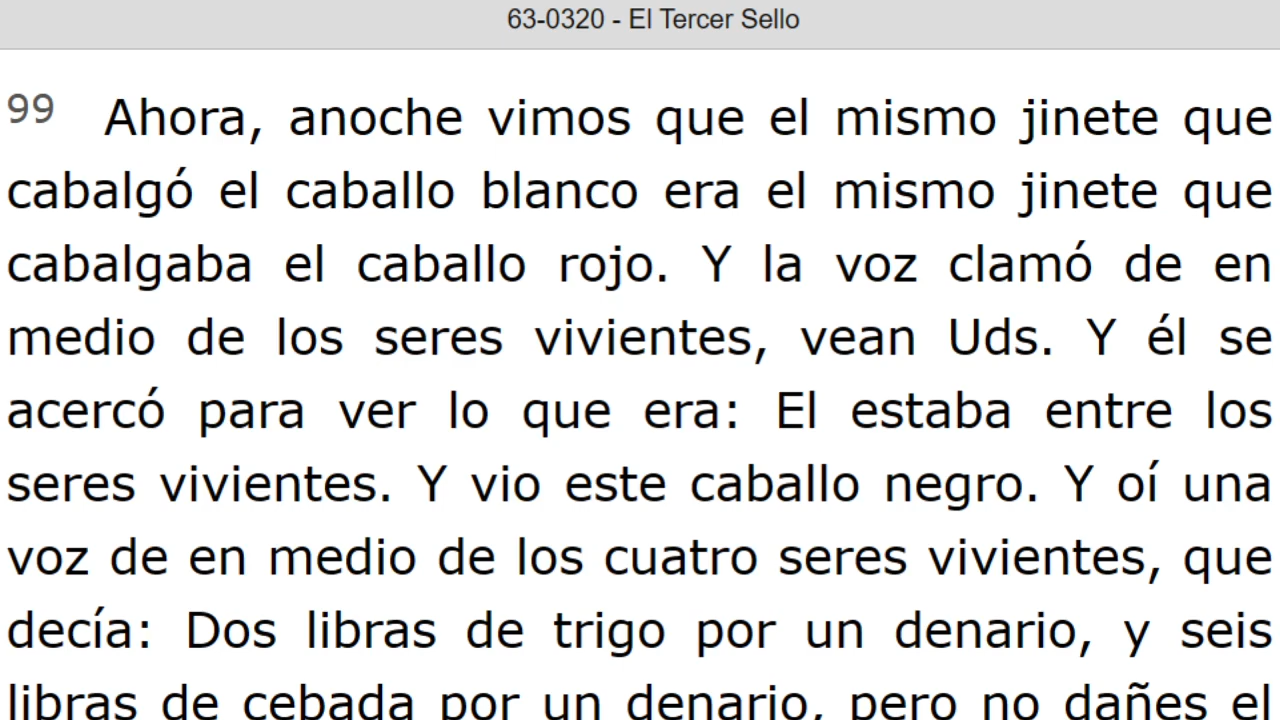 63-0320 - El Tercer Sello
99 Ahora, anoche vimos que el mismo jinete que
cabalgó el caballo blanco era el mismo jinete que
cabalgaba el caballo rojo. Y la voz clamó de en
medio de los seres vivientes, vean Uds. Y él se
acercó para ver lo que era: El estaba entre los
seres vivientes. Y vio este caballo negro. Y oí una
voz de en medio de los cuatro seres vivientes, que
decía: Dos libras de trigo por un denario, y seis
libras de cebada por un denario, pero no dañes el